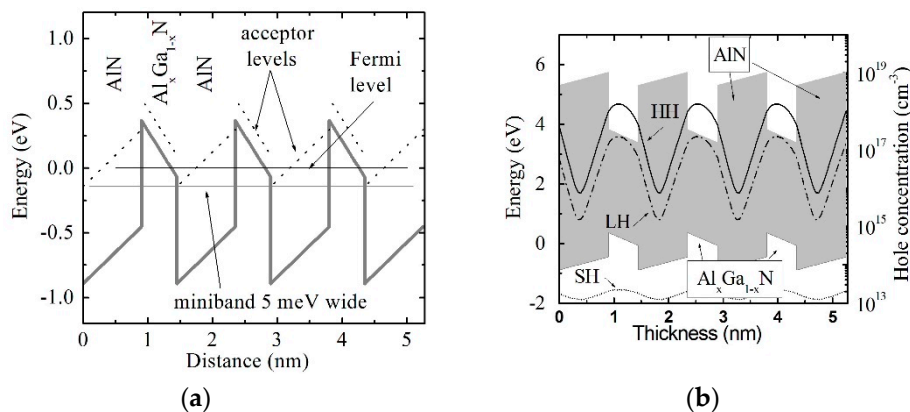 (a)
1.0
0.5
0.0
-0.5
-1.0
Energy (eV)
AlN
AlxGa1-xN
AlN
acceptor
levels
Fermi
level
miniband 5 meV wide
0 1 2 3 4 5
Distance (nm)
(a)
6
4
2
0
-2
Energy (eV)
AlN
HH
LH
SH
AlxGa1-xN
10^19
10^17
10^15
10^13
Hole concentration (cm^-3)
0 1 2 3 4 5
Thickness (nm)
(b)